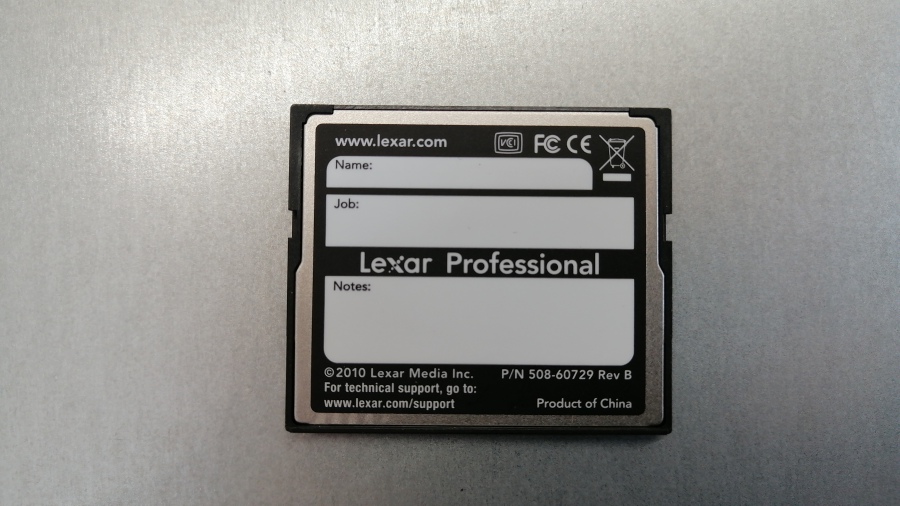 www.lexar.com VCI FC CE
Name:
Job:
Lexar Professional
Notes:
©2010 Lexar Media Inc. P/N 508-60729 Rev B
For technical support, go to:
www.lexar.com/support Product of China